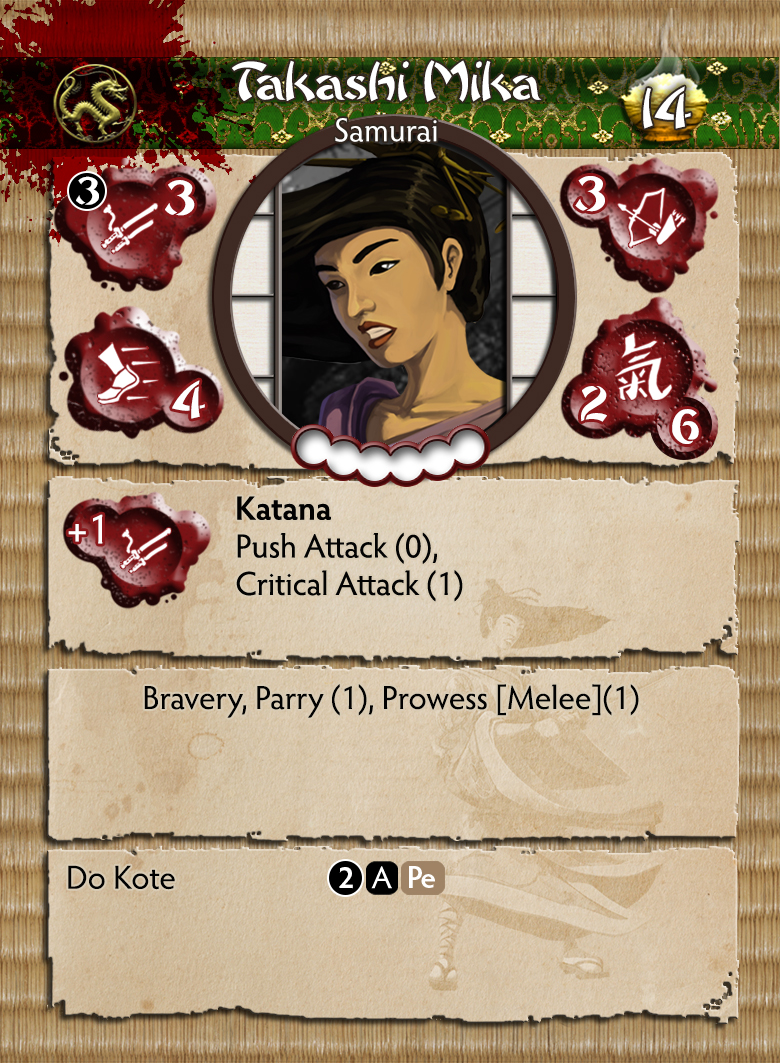 Takashi Mika
14
Samurai
3 3
3
4
氣
2 6
+1
Katana
Push Attack (0),
Critical Attack (1)
Bravery, Parry (1), Prowess [Melee](1)
Do Kote 2 A Pe